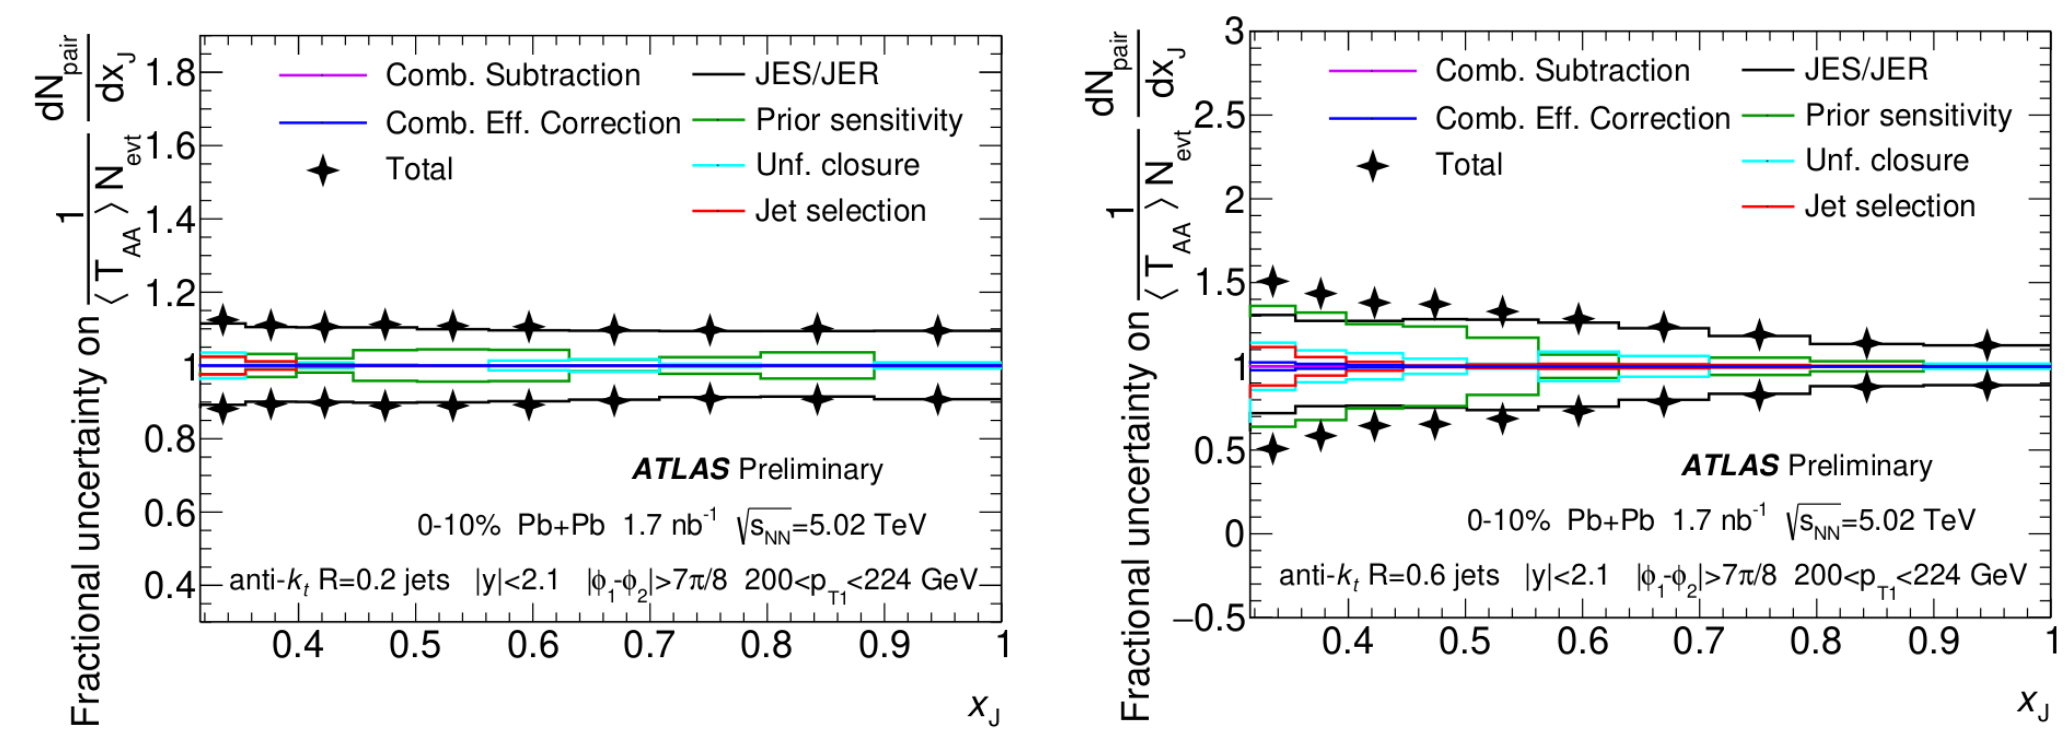 Fractional uncertainty on 1/⟨T_AA⟩N_evt dN_pair/dx_J
1.8
1.6
1.4
1.2
1
0.8
0.6
0.4
Comb. Subtraction
Comb. Eff. Correction
Total
JES/JER
Prior sensitivity
Unf. closure
Jet selection
ATLAS Preliminary
0-10% Pb+Pb 1.7 nb⁻¹ √s_NN=5.02 TeV
anti-k_t R=0.2 jets |y|<2.1 |ϕ₁-ϕ₂|>7π/8 200<p_T1<224 GeV
0.4 0.5 0.6 0.7 0.8 0.9 1
x_J
Fractional uncertainty on 1/⟨T_AA⟩N_evt dN_pair/dx_J
3
2.5
2
1.5
1
0.5
0
−0.5
Comb. Subtraction
Comb. Eff. Correction
Total
JES/JER
Prior sensitivity
Unf. closure
Jet selection
ATLAS Preliminary
0-10% Pb+Pb 1.7 nb⁻¹ √s_NN=5.02 TeV
anti-k_t R=0.6 jets |y|<2.1 |ϕ₁-ϕ₂|>7π/8 200<p_T1<224 GeV
0.4 0.5 0.6 0.7 0.8 0.9 1
x_J